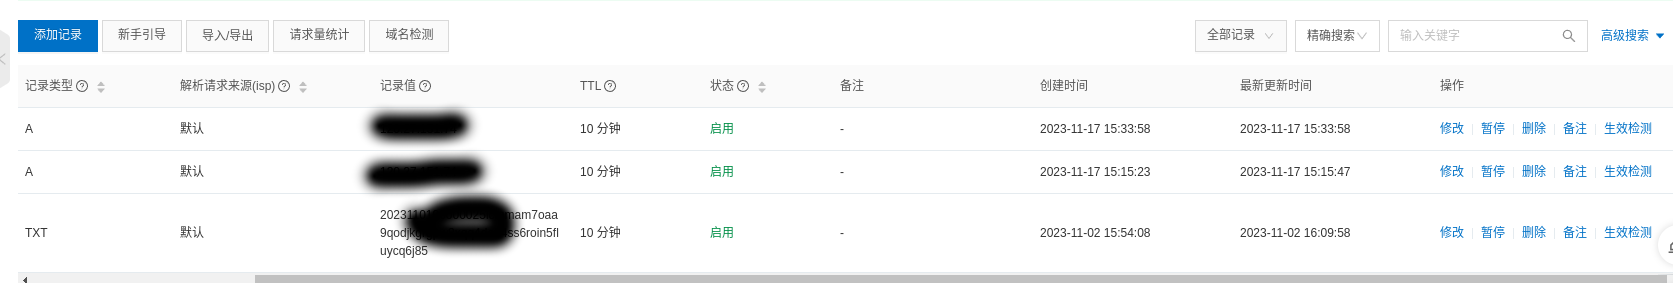 添加记录 新手引导 导入/导出 请求量统计 域名检测 全部记录 精确搜索 输入关键字 高级搜索
记录类型 解析请求来源(isp) 记录值 TTL 状态 备注 创建时间 最新更新时间 操作
A 默认 10 分钟 启用 - 2023-11-17 15:33:58 2023-11-17 15:33:58 修改 暂停 删除 备注 生效检测
A 默认 10 分钟 启用 - 2023-11-17 15:15:23 2023-11-17 15:15:47 修改 暂停 删除 备注 生效检测
TXT 默认 10 分钟 启用 - 2023-11-02 15:54:08 2023-11-02 16:09:58 修改 暂停 删除 备注 生效检测
uycq6j85